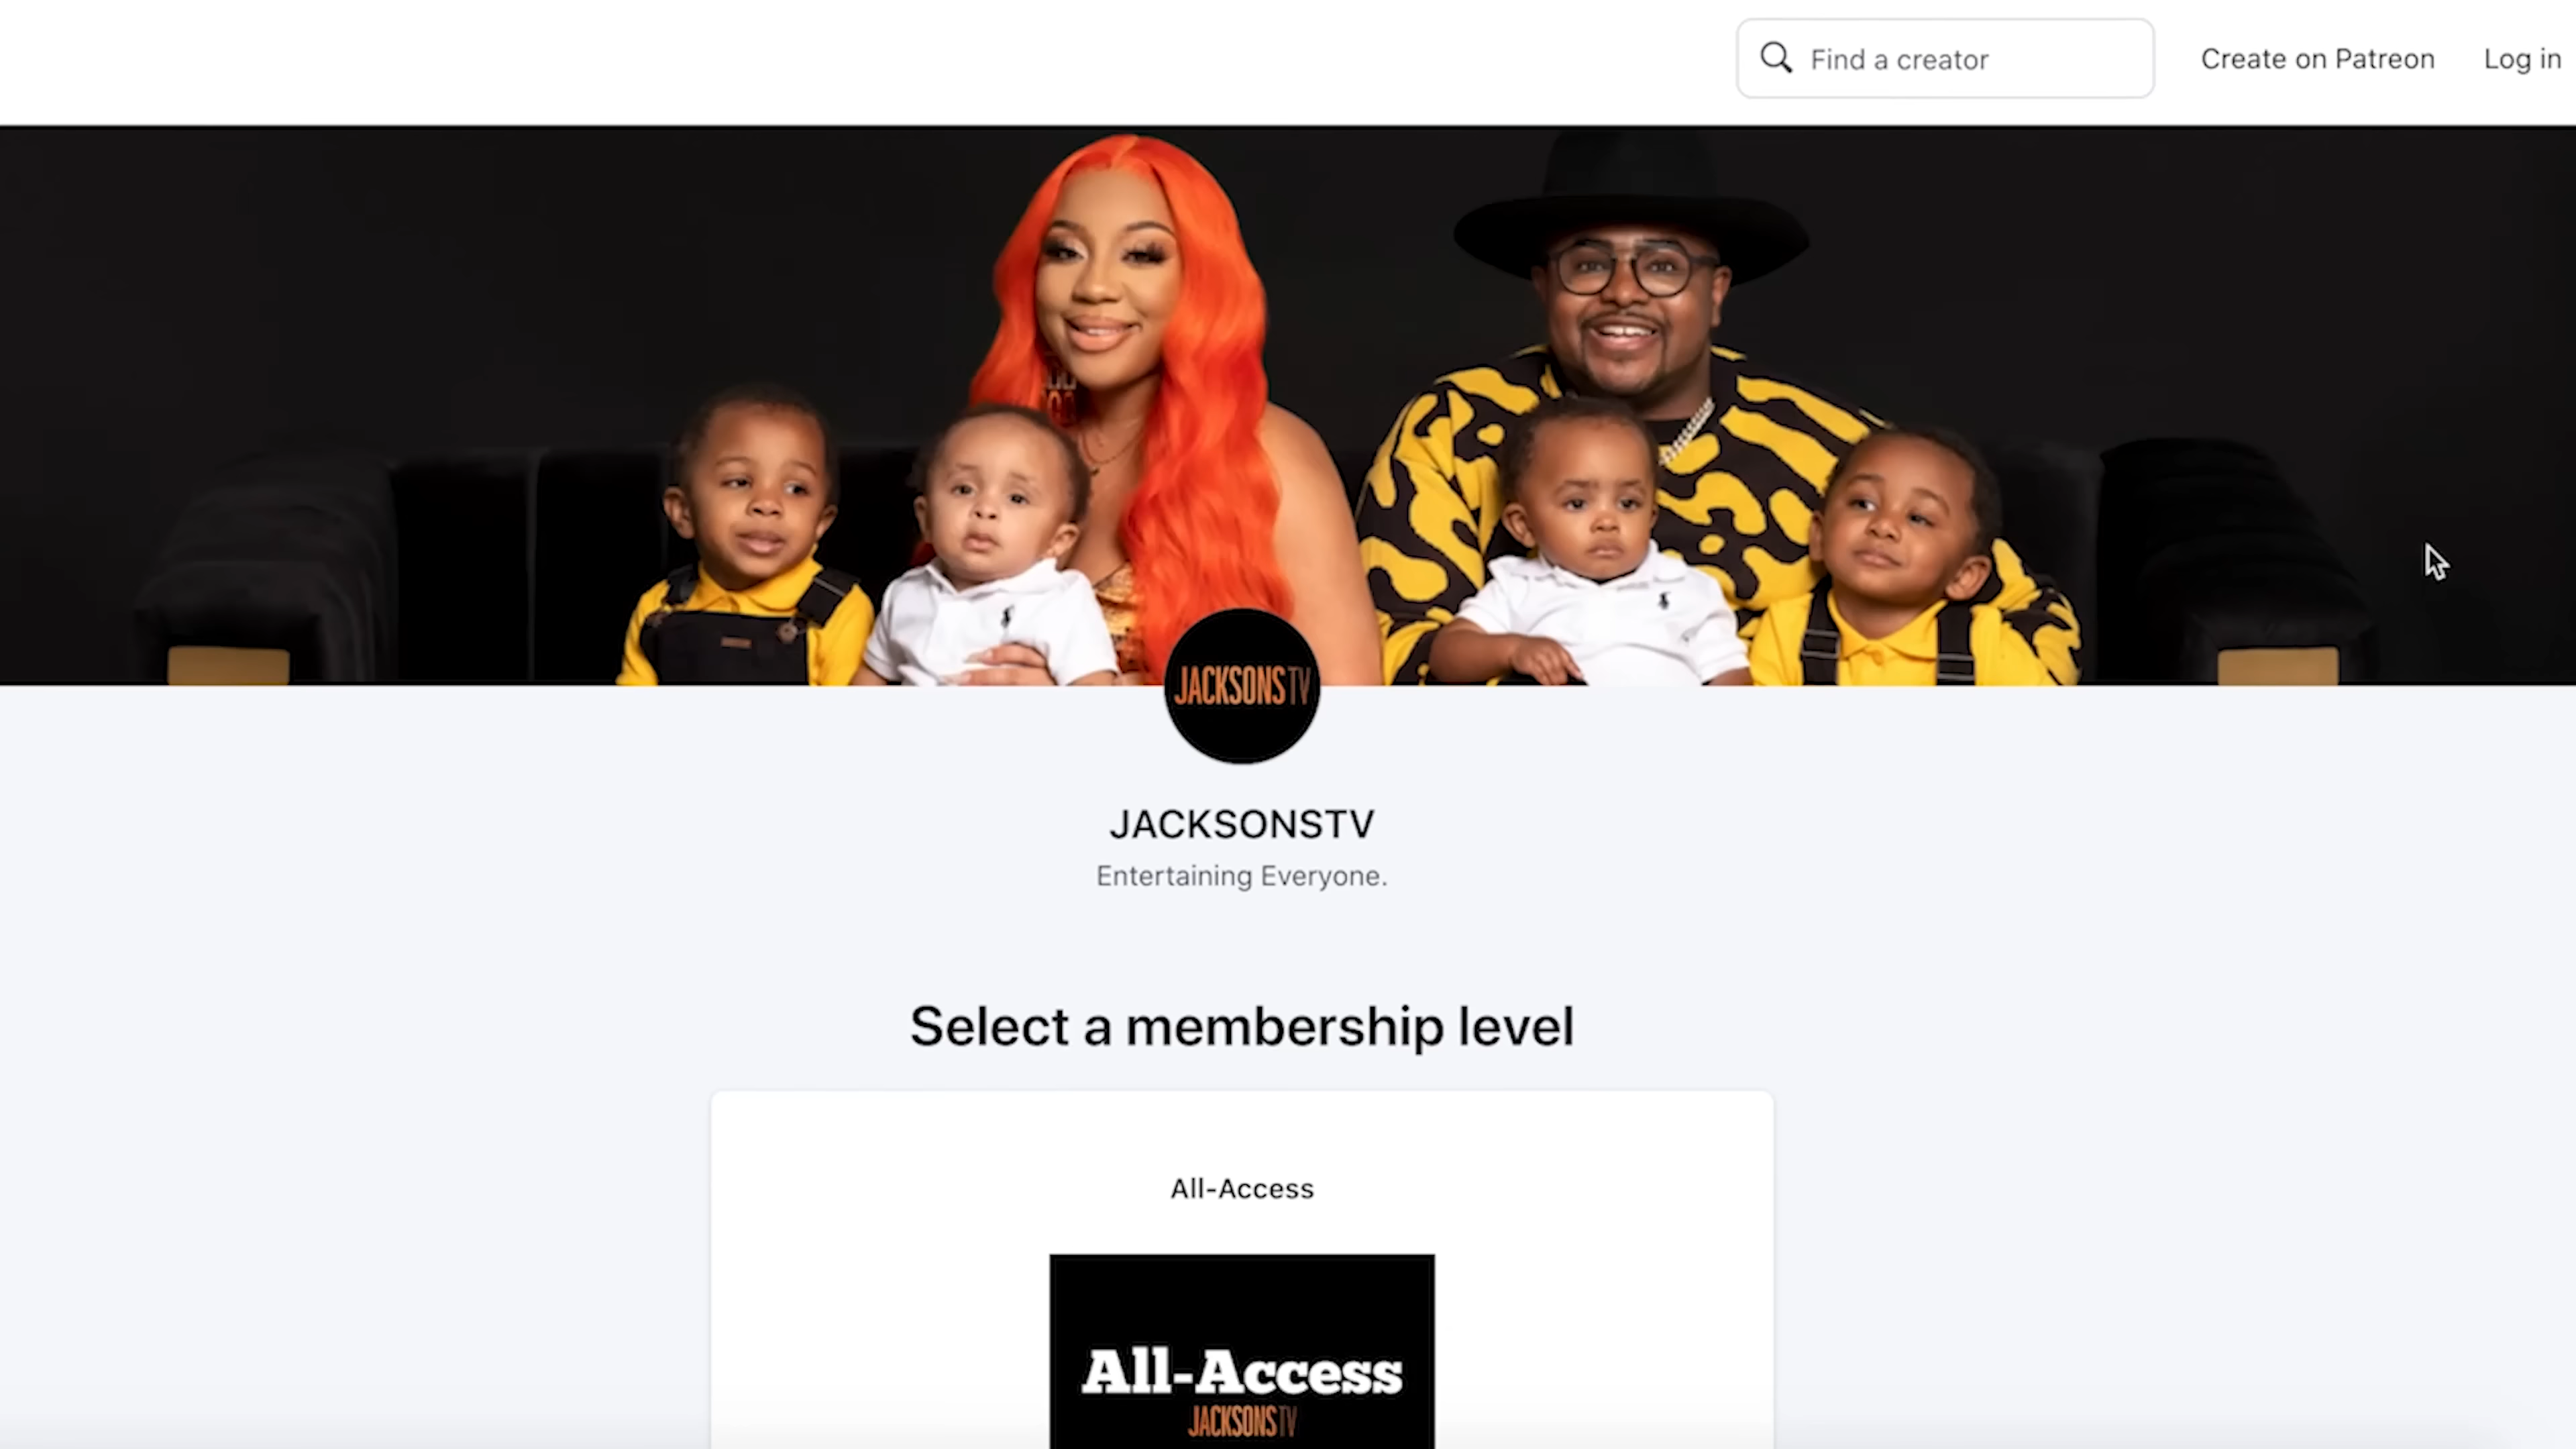 Find a creator
Create on Patreon
Log in
JACKSONSTV
JACKSONSTV
Entertaining Everyone.
Select a membership level
All-Access
All-Access
JACKSONSTV